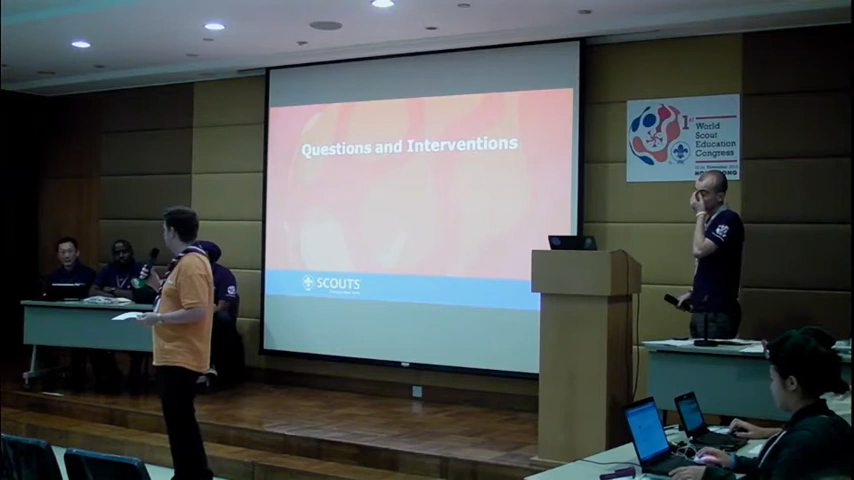 Questions and Interventions
SCOUTS
1st
World
Scout
Education
Congress